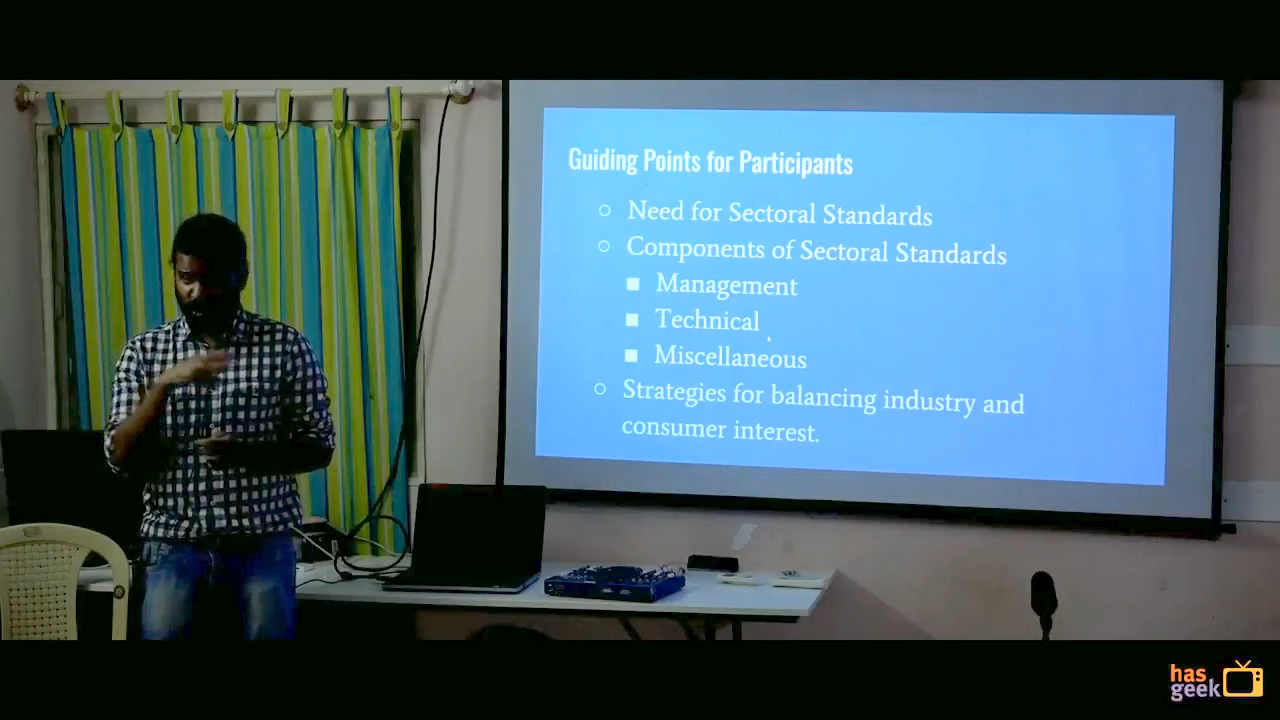 Guiding Points for Participants
Need for Sectoral Standards
Components of Sectoral Standards
Management
Technical
Miscellaneous
Strategies for balancing industry and
consumer interest.
has
geek